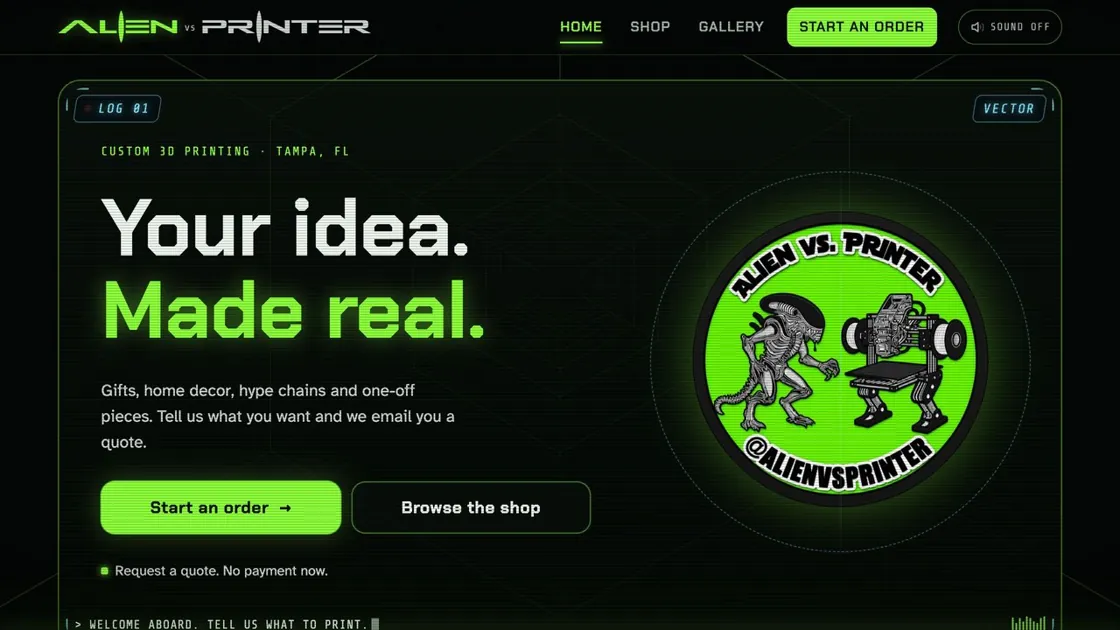 ALIEN VS PRINTER
HOME
SHOP
GALLERY
START AN ORDER
SOUND OFF
LOG 01
VECTOR
CUSTOM 3D PRINTING · TAMPA, FL
Your idea.
Made real.
Gifts, home decor, hype chains and one-off
pieces. Tell us what you want and we email you a
quote.
Start an order →
Browse the shop
Request a quote. No payment now.
ALIEN VS. PRINTER
@ALIENVSPRINTER
> WELCOME ABOARD. TELL US WHAT TO PRINT.